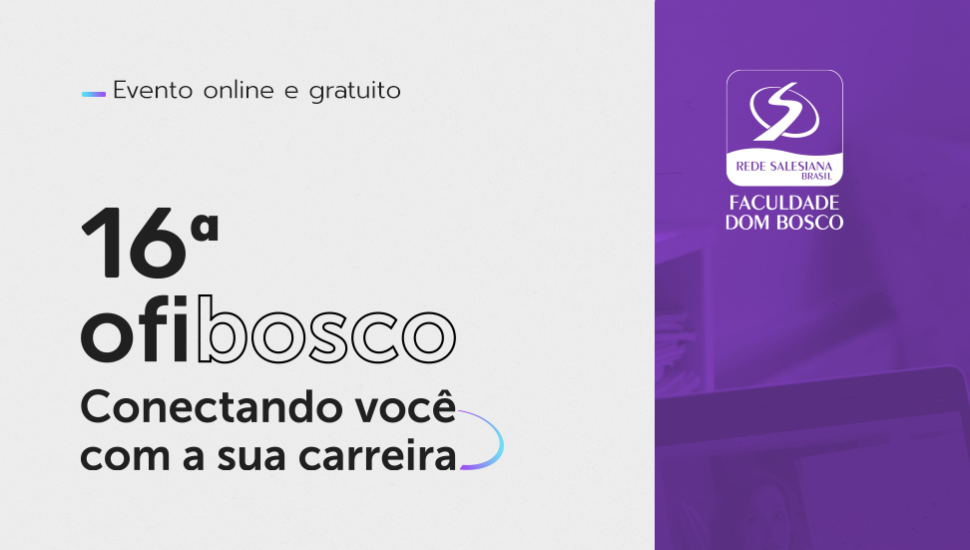 Evento online e gratuito
16ª
ofibosco
Conectando você
com a sua carreira
REDE SALESIANA
BRASIL
FACULDADE
DOM BOSCO